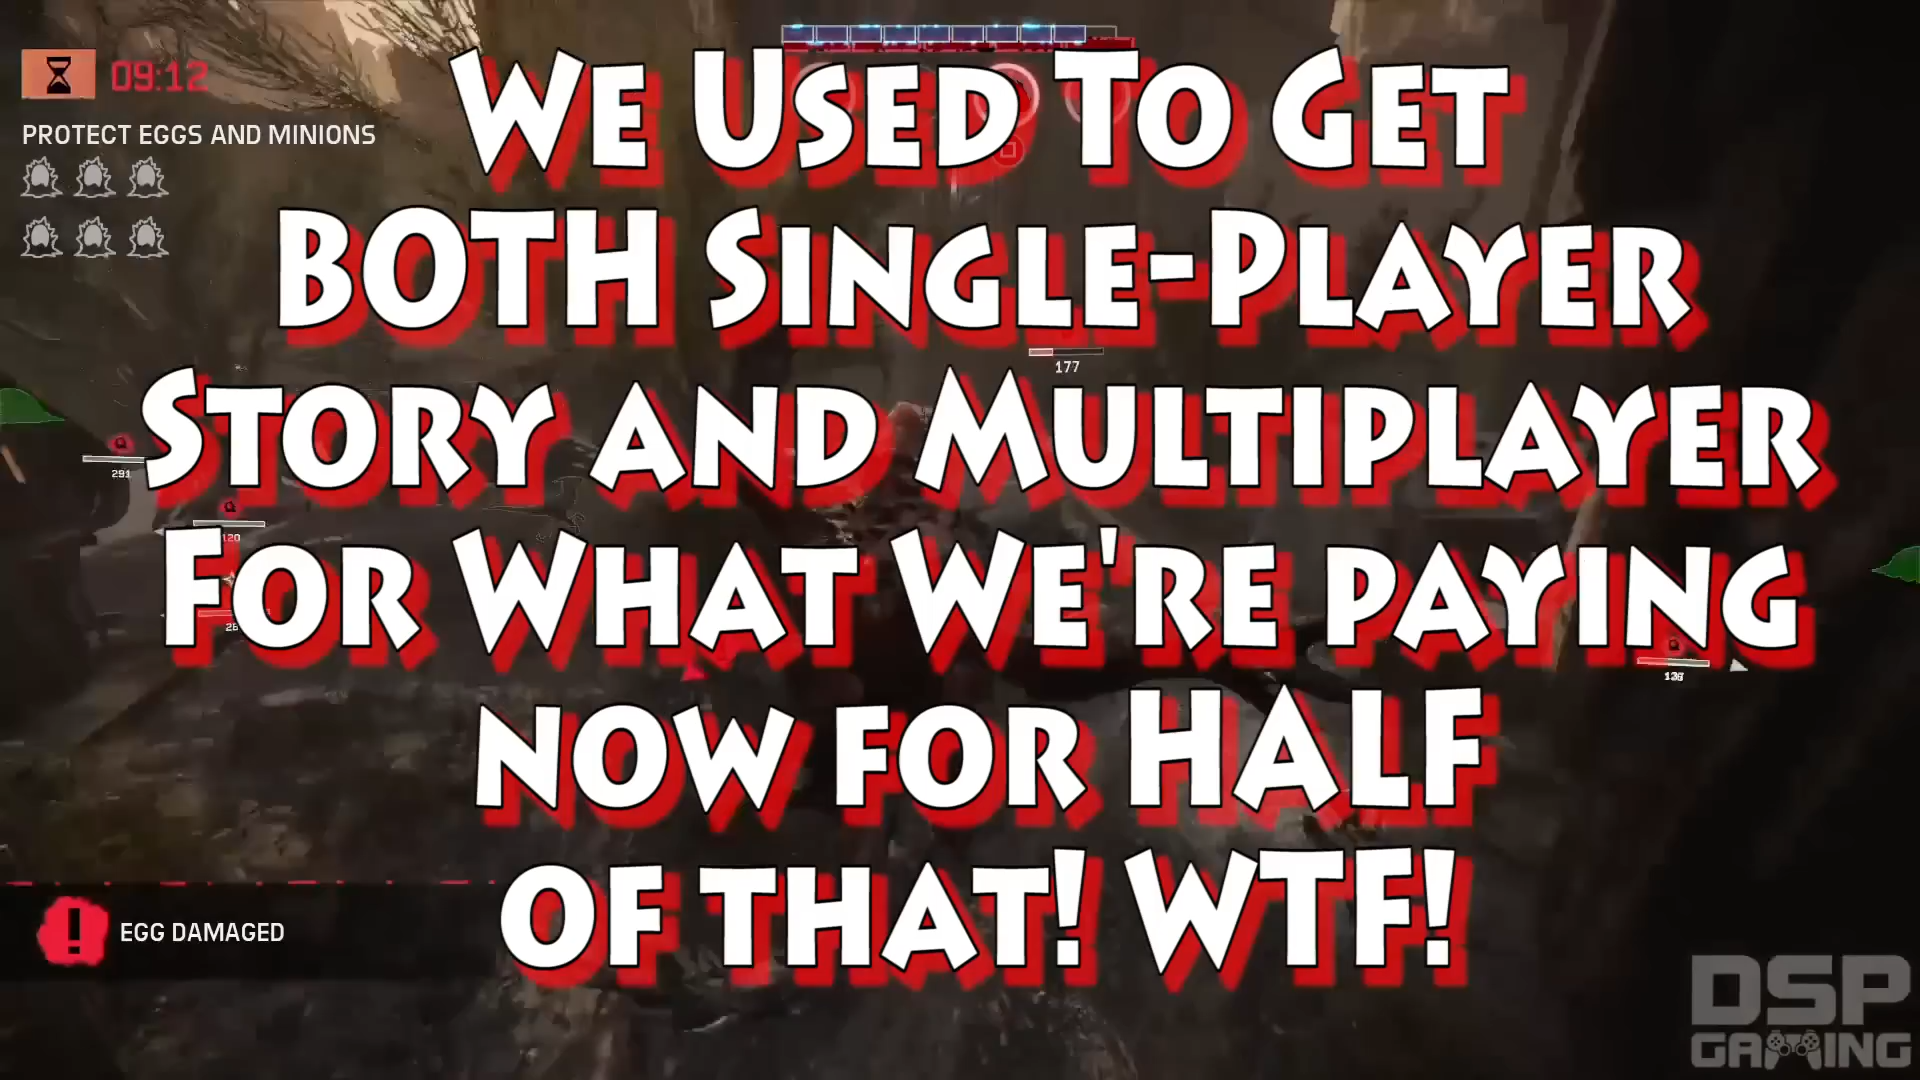 09:12
PROTECT EGGS AND MINIONS
WE USED TO GET
BOTH SINGLE-PLAYER
177
STORY AND MULTIPLAYER
291
120
FOR WHAT WE'RE PAYING
NOW FOR HALF
OF THAT! WTF!
EGG DAMAGED
DSP
GAMING